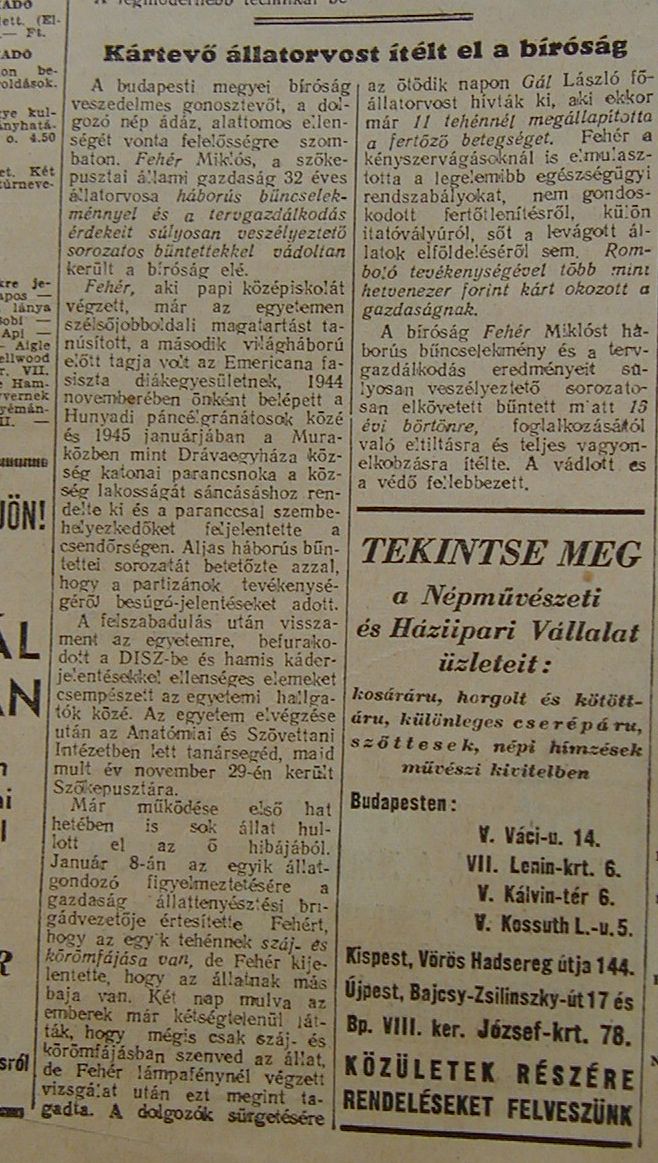 Kártevő állatorvost ítélt el a bíróság
A budapesti megyei bíróság
veszedelmes gonosztevőt, a dol-
gozó nép ádáz, alattomos ellen-
ségét vonta felelősségre szom-
baton. Fehér Miklós, a szőke-
pusztai állami gazdaság 32 éves
állatorvosa háborús bűncselek-
ménnyel és a tervgazdálkodás
érdekeit súlyosan veszélyeztető
sorozatos bűntettekkel vádoltan
került a bíróság elé.
Fehér, aki papi középiskolát
végzett, már az egyetemen
szélsőjobboldali magatartást ta-
núsított, a második világháború
előtt tagja volt az Emericana fa-
siszta diákegyesületnek, 1944
novemberében önként belépett a
Hunyadi páncélgránátosok közé
és 1945 januárjában a Mura-
közben mint Drávaegyháza köz-
ség katonai parancsnoka a köz-
ség lakosságát sáncásáshoz ren-
delte ki és a paranccsal szembe-
helyezkedőket feljelentette a
csendőrségen. Aljas háborús bűn-
tettei sorozatát betetőzte azzal,
hogy a partizánok tevékenysé-
géről besúgó-jelentéseket adott.
A felszabadulás után vissza-
ment az egyetemre, befurako-
dott a DISZ-be és hamis káder-
jelentésekkel ellenséges elemeket
csempészett az egyetemi hallga-
tók közé. Az egyetem elvégzése
után az Anatómiai és Szövettani
Intézetben lett tanársegéd, majd
mult év november 29-én került
Szőkepusztára.
Már működése első hat
hetében is sok állat hul-
lott el az ő hibájából.
Január 8-án az egyik állat-
gondozó figyelmeztetésére a
gazdaság állattenyésztési bri-
gádvezetője értesítette Fehért,
hogy az egyik tehénnek száj- és
körömfájása van, de Fehér kije-
lentette, hogy az állatnak más
baja van. Két nap mulva az
emberek már kétségtelenül lát-
ták, hogy mégis csak száj- és
körömfájásban szenved az állat,
de Fehér lámpafénynél végzett
vizsgálat után ezt megint ta-
gadta. A dolgozók sürgetésére
az ötödik napon Gál László fő-
állatorvost hívták ki, aki ekkor
már 11 tehénnél megállapította
a fertőző betegséget. Fehér a
kényszervágásoknál is elmulasz-
totta a legelemibb egészségügyi
rendszabályokat, nem gondos-
kodott fertőtlenítésről, külön
itatóvályúról, sőt a levágott ál-
latok elföldeléséről sem. Rom-
boló tevékenységével több mint
hetvenezer forint kárt okozott a
gazdaságnak.
A bíróság Fehér Miklóst há-
borús bűncselekmény és a terv-
gazdálkodás eredményeit sú-
lyosan veszélyeztető sorozato-
san elkövetett bűntett miatt 15
évi börtönre, foglalkozásától
való eltiltásra és teljes vagyon-
elkobzásra ítélte. A vádlott és
a védő fellebbezett.
TEKINTSE MEG
a Népművészeti
és Háziipari Vállalat
üzleteit:
kosáráru, horgolt és kötött-
áru, különleges cserépáru,
szőttesek, népi hímzések
művészi kivitelben
Budapesten:
V. Váci-u. 14.
VII. Lenin-krt. 6.
V. Kálvin-tér 6.
V. Kossuth L.-u. 5.
Kispest, Vörös Hadsereg útja 144.
Újpest, Bajcsy-Zsilinszky-út 17 és
Bp. VIII. ker. József-krt. 78.
KÖZÜLETEK RÉSZÉRE
RENDELÉSEKET FELVESZÜNK